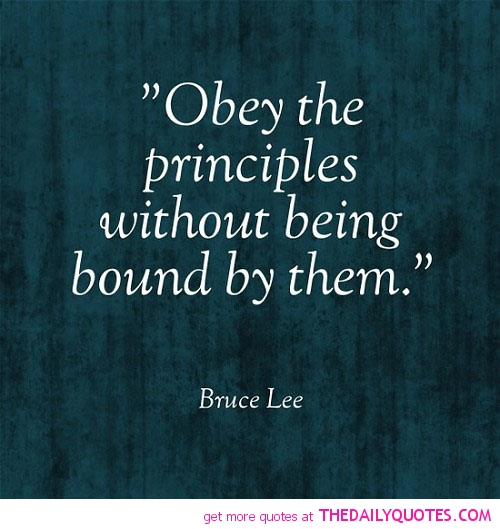 ”Obey the
principles
without being
bound by them.”
Bruce Lee
get more quotes at THEDAILYQUOTES.COM